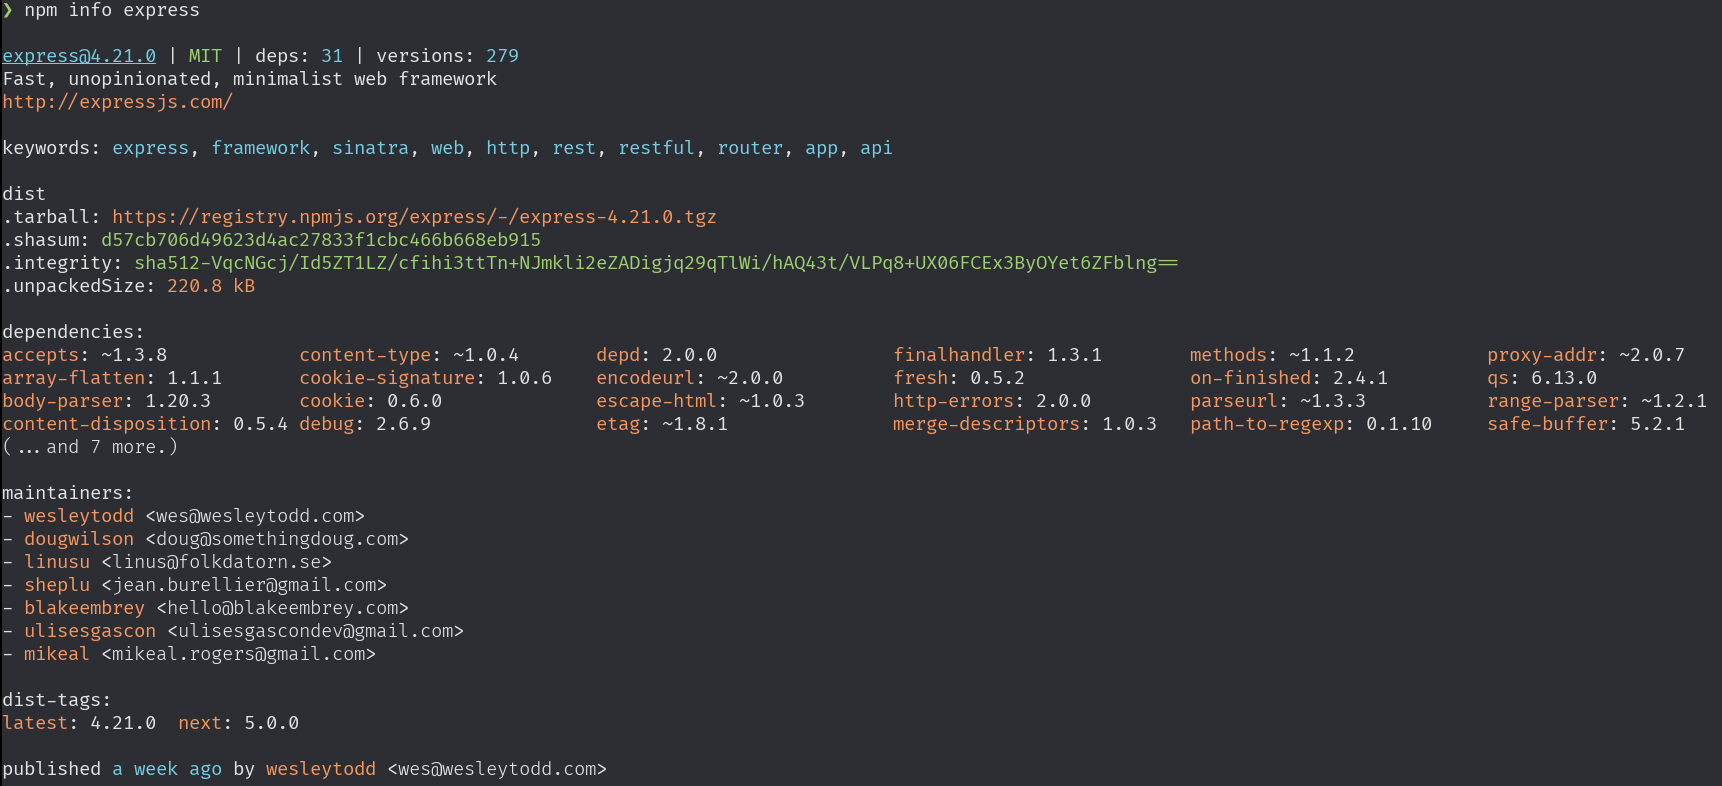 ❯ npm info express
express@4.21.0 | MIT | deps: 31 | versions: 279
Fast, unopinionated, minimalist web framework
http://expressjs.com/
keywords: express, framework, sinatra, web, http, rest, restful, router, app, api
dist
.tarball: https://registry.npmjs.org/express/-/express-4.21.0.tgz
.shasum: d57cb706d49623d4ac27833f1cbc466b668eb915
.integrity: sha512-VqcNGcj/Id5ZT1LZ/cfihi3ttTn+NJmkli2eZADigjq29qTlWi/hAQ43t/VLPq8+UX06FCEx3ByOYet6ZFblng==
.unpackedSize: 220.8 kB
dependencies:
accepts: ~1.3.8 content-type: ~1.0.4 depd: 2.0.0 finalhandler: 1.3.1 methods: ~1.1.2 proxy-addr: ~2.0.7
array-flatten: 1.1.1 cookie-signature: 1.0.6 encodeurl: ~2.0.0 fresh: 0.5.2 on-finished: 2.4.1 qs: 6.13.0
body-parser: 1.20.3 cookie: 0.6.0 escape-html: ~1.0.3 http-errors: 2.0.0 parseurl: ~1.3.3 range-parser: ~1.2.1
content-disposition: 0.5.4 debug: 2.6.9 etag: ~1.8.1 merge-descriptors: 1.0.3 path-to-regexp: 0.1.10 safe-buffer: 5.2.1
(...and 7 more.)
maintainers:
- wesleytodd <wes@wesleytodd.com>
- dougwilson <doug@somethingdoug.com>
- linusu <linus@folkdatorn.se>
- sheplu <jean.burellier@gmail.com>
- blakeembrey <hello@blakeembrey.com>
- ulisesgascon <ulisesgascondev@gmail.com>
- mikeal <mikeal.rogers@gmail.com>
dist-tags:
latest: 4.21.0 next: 5.0.0
published a week ago by wesleytodd <wes@wesleytodd.com>